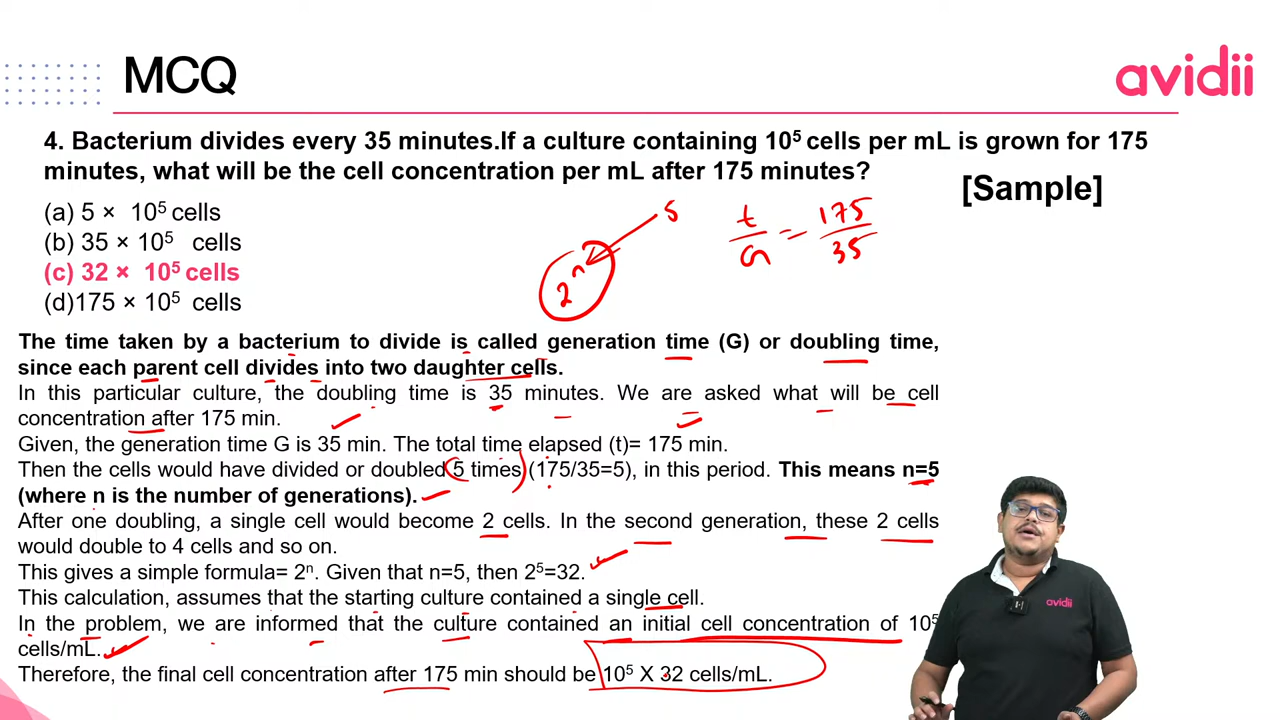 MCQ
avidii
4. Bacterium divides every 35 minutes.If a culture containing 10⁵ cells per mL is grown for 175
minutes, what will be the cell concentration per mL after 175 minutes?
[Sample]
(a) 5 × 10⁵ cells
(b) 35 × 10⁵ cells
(c) 32 × 10⁵ cells
(d)175 × 10⁵ cells
5
2ⁿ
t/G = 175/35
The time taken by a bacterium to divide is called generation time (G) or doubling time,
since each parent cell divides into two daughter cells.
In this particular culture, the doubling time is 35 minutes. We are asked what will be cell
concentration after 175 min.
Given, the generation time G is 35 min. The total time elapsed (t)= 175 min.
Then the cells would have divided or doubled 5 times (175/35=5), in this period. This means n=5
(where n is the number of generations).
After one doubling, a single cell would become 2 cells. In the second generation, these 2 cells
would double to 4 cells and so on.
This gives a simple formula= 2ⁿ. Given that n=5, then 2⁵=32.
This calculation, assumes that the starting culture contained a single cell.
In the problem, we are informed that the culture contained an initial cell concentration of 10⁵
cells/mL.
Therefore, the final cell concentration after 175 min should be 10⁵ X 32 cells/mL.
avidii